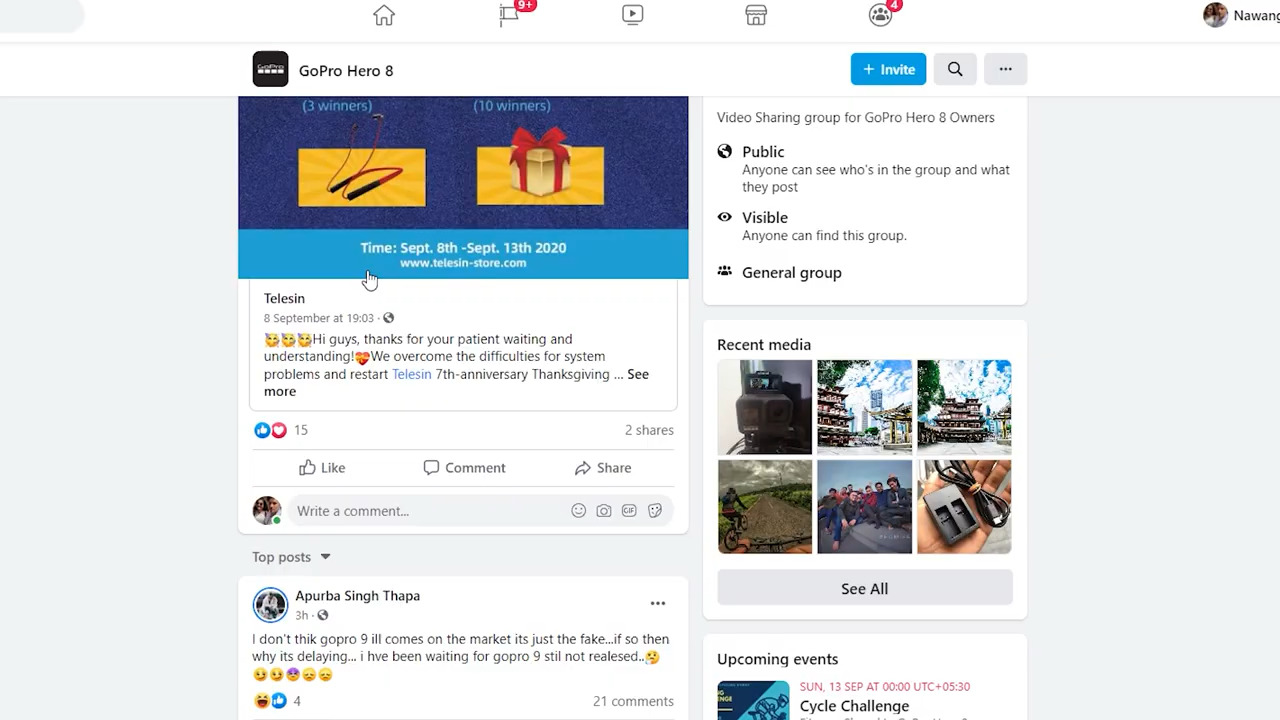 9+
4
Nawang
GoPro
GoPro Hero 8
+ Invite
(3 winners)
(10 winners)
Time: Sept. 8th -Sept. 13th 2020
www.telesin-store.com
Telesin
8 September at 19:03 ·
🥰🥰🥰Hi guys, thanks for your patient waiting and
understanding!💝We overcome the difficulties for system
problems and restart Telesin 7th-anniversary Thanksgiving ... See
more
15
2 shares
Like
Comment
Share
Write a comment...
GIF
Top posts
Apurba Singh Thapa
3h ·
I don't thik gopro 9 ill comes on the market its just the fake...if so then
why its delaying... i hve been waiting for gopro 9 stil not realesed..🤔
4
21 comments
Video Sharing group for GoPro Hero 8 Owners
Public
Anyone can see who's in the group and what
they post
Visible
Anyone can find this group.
General group
Recent media
See All
Upcoming events
SUN, 13 SEP AT 00:00 UTC+05:30
Cycle Challenge